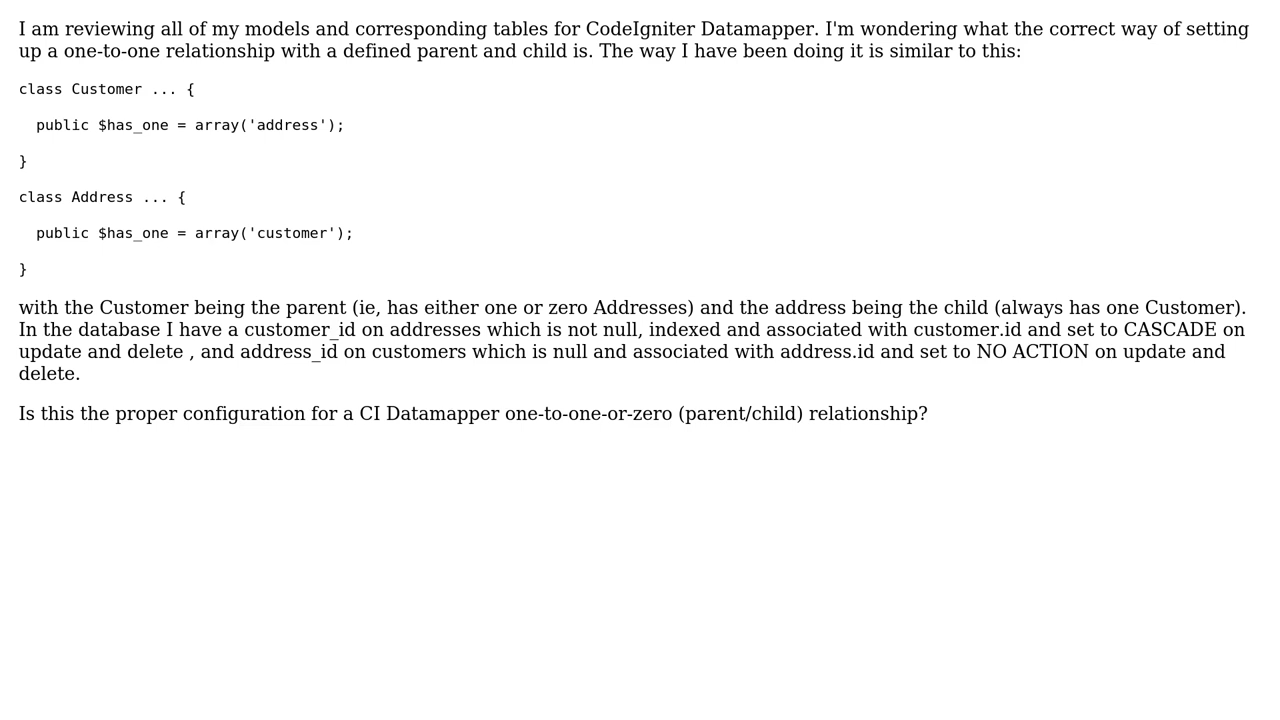 I am reviewing all of my models and corresponding tables for CodeIgniter Datamapper. I'm wondering what the correct way of setting
up a one-to-one relationship with a defined parent and child is. The way I have been doing it is similar to this:
class Customer ... {
  public $has_one = array('address');
}
class Address ... {
  public $has_one = array('customer');
}
with the Customer being the parent (ie, has either one or zero Addresses) and the address being the child (always has one Customer).
In the database I have a customer_id on addresses which is not null, indexed and associated with customer.id and set to CASCADE on
update and delete , and address_id on customers which is null and associated with address.id and set to NO ACTION on update and
delete.
Is this the proper configuration for a CI Datamapper one-to-one-or-zero (parent/child) relationship?